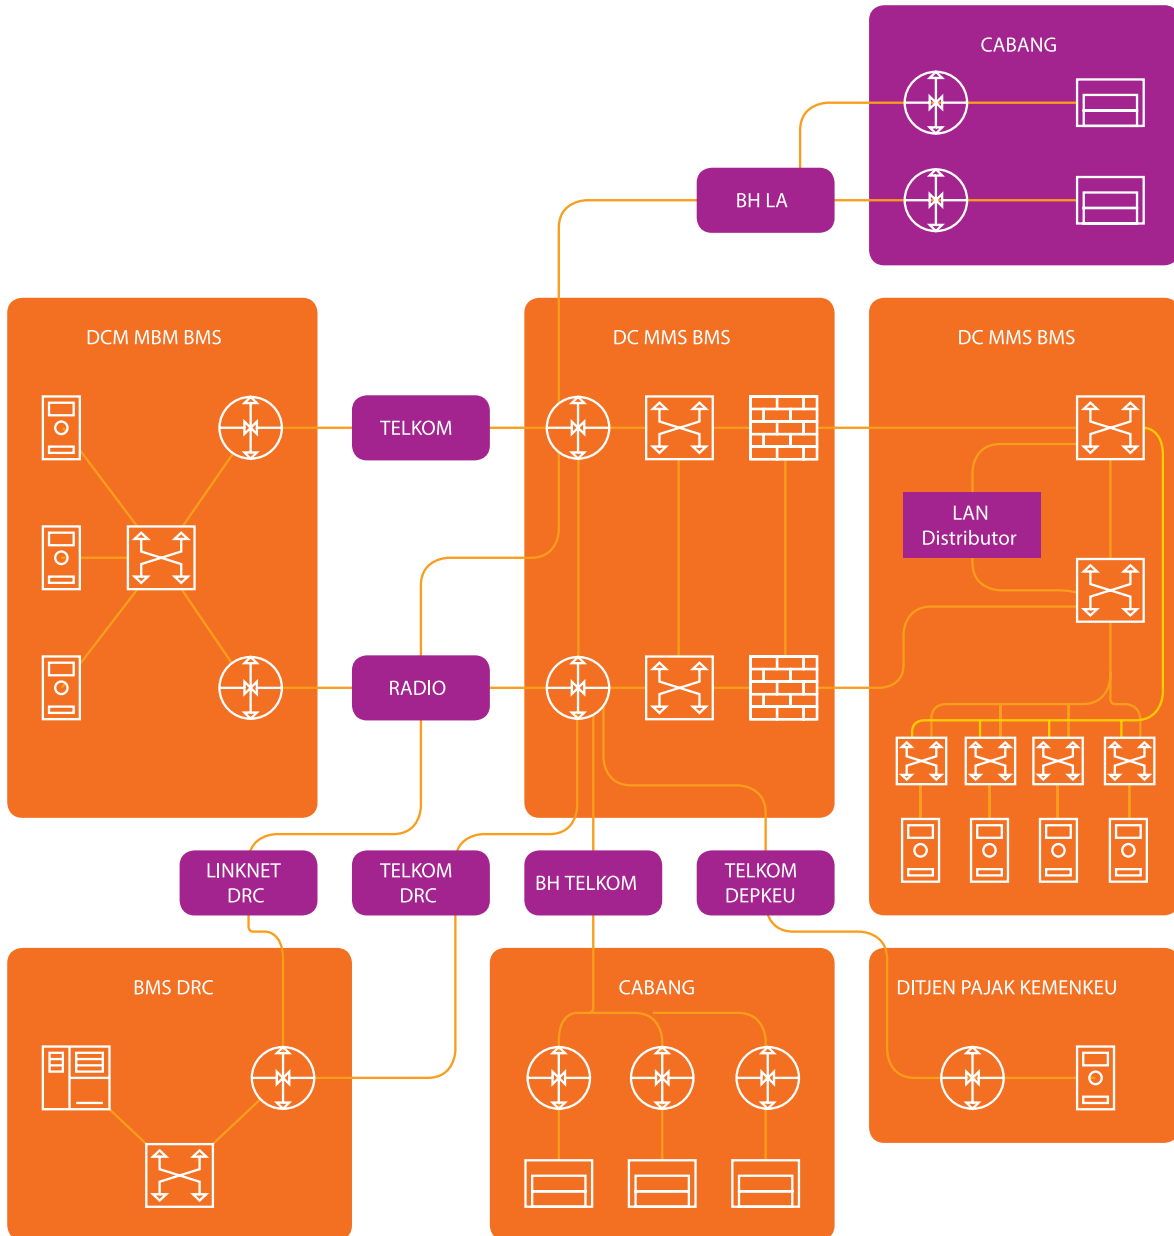 CABANG
BH LA
DCM MBM BMS
DC MMS BMS
DC MMS BMS
TELKOM
LAN
Distributor
RADIO
LINKNET
DRC
TELKOM
DRC
BH TELKOM
TELKOM
DEPKEU
BMS DRC
CABANG
DITJEN PAJAK KEMENKEU